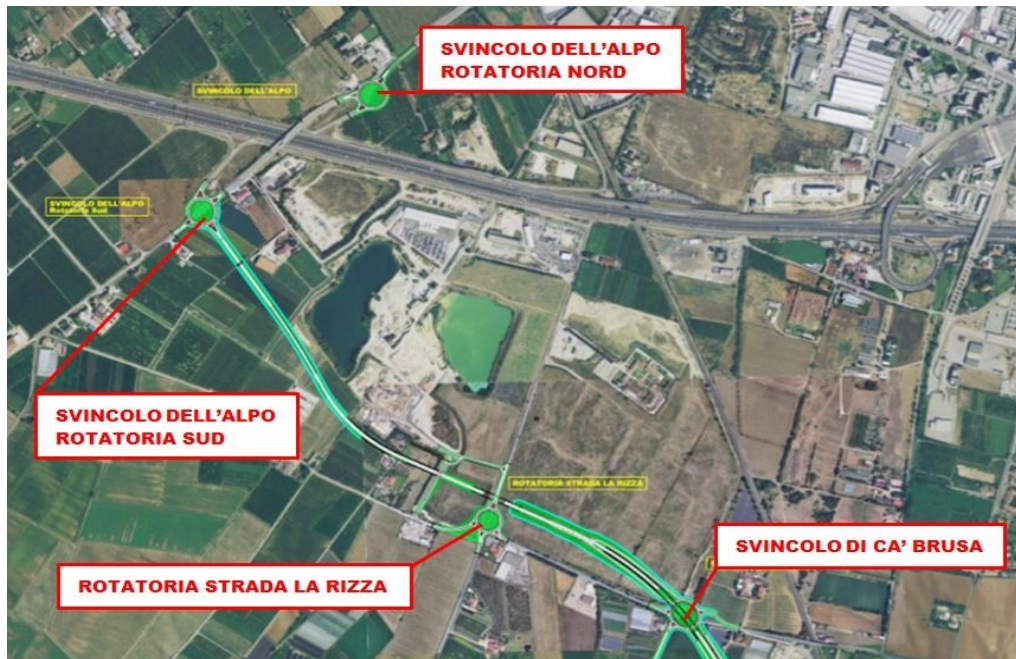 SVINCOLO DELL'ALPO
ROTATORIA NORD
SVINCOLO DELL'ALPO
SVINCOLO DELL'ALPO
Rotatoria Sud
SVINCOLO DELL'ALPO
ROTATORIA SUD
ROTATORIA STRADA LA RIZZA
SVINCOLO DI CA' BRUSA
ROTATORIA STRADA LA RIZZA